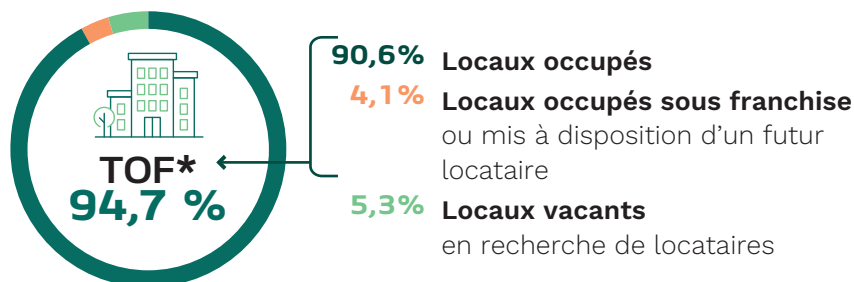 TOF*
94,7 %
90,6% Locaux occupés
4,1% Locaux occupés sous franchise
ou mis à disposition d’un futur
locataire
5,3% Locaux vacants
en recherche de locataires